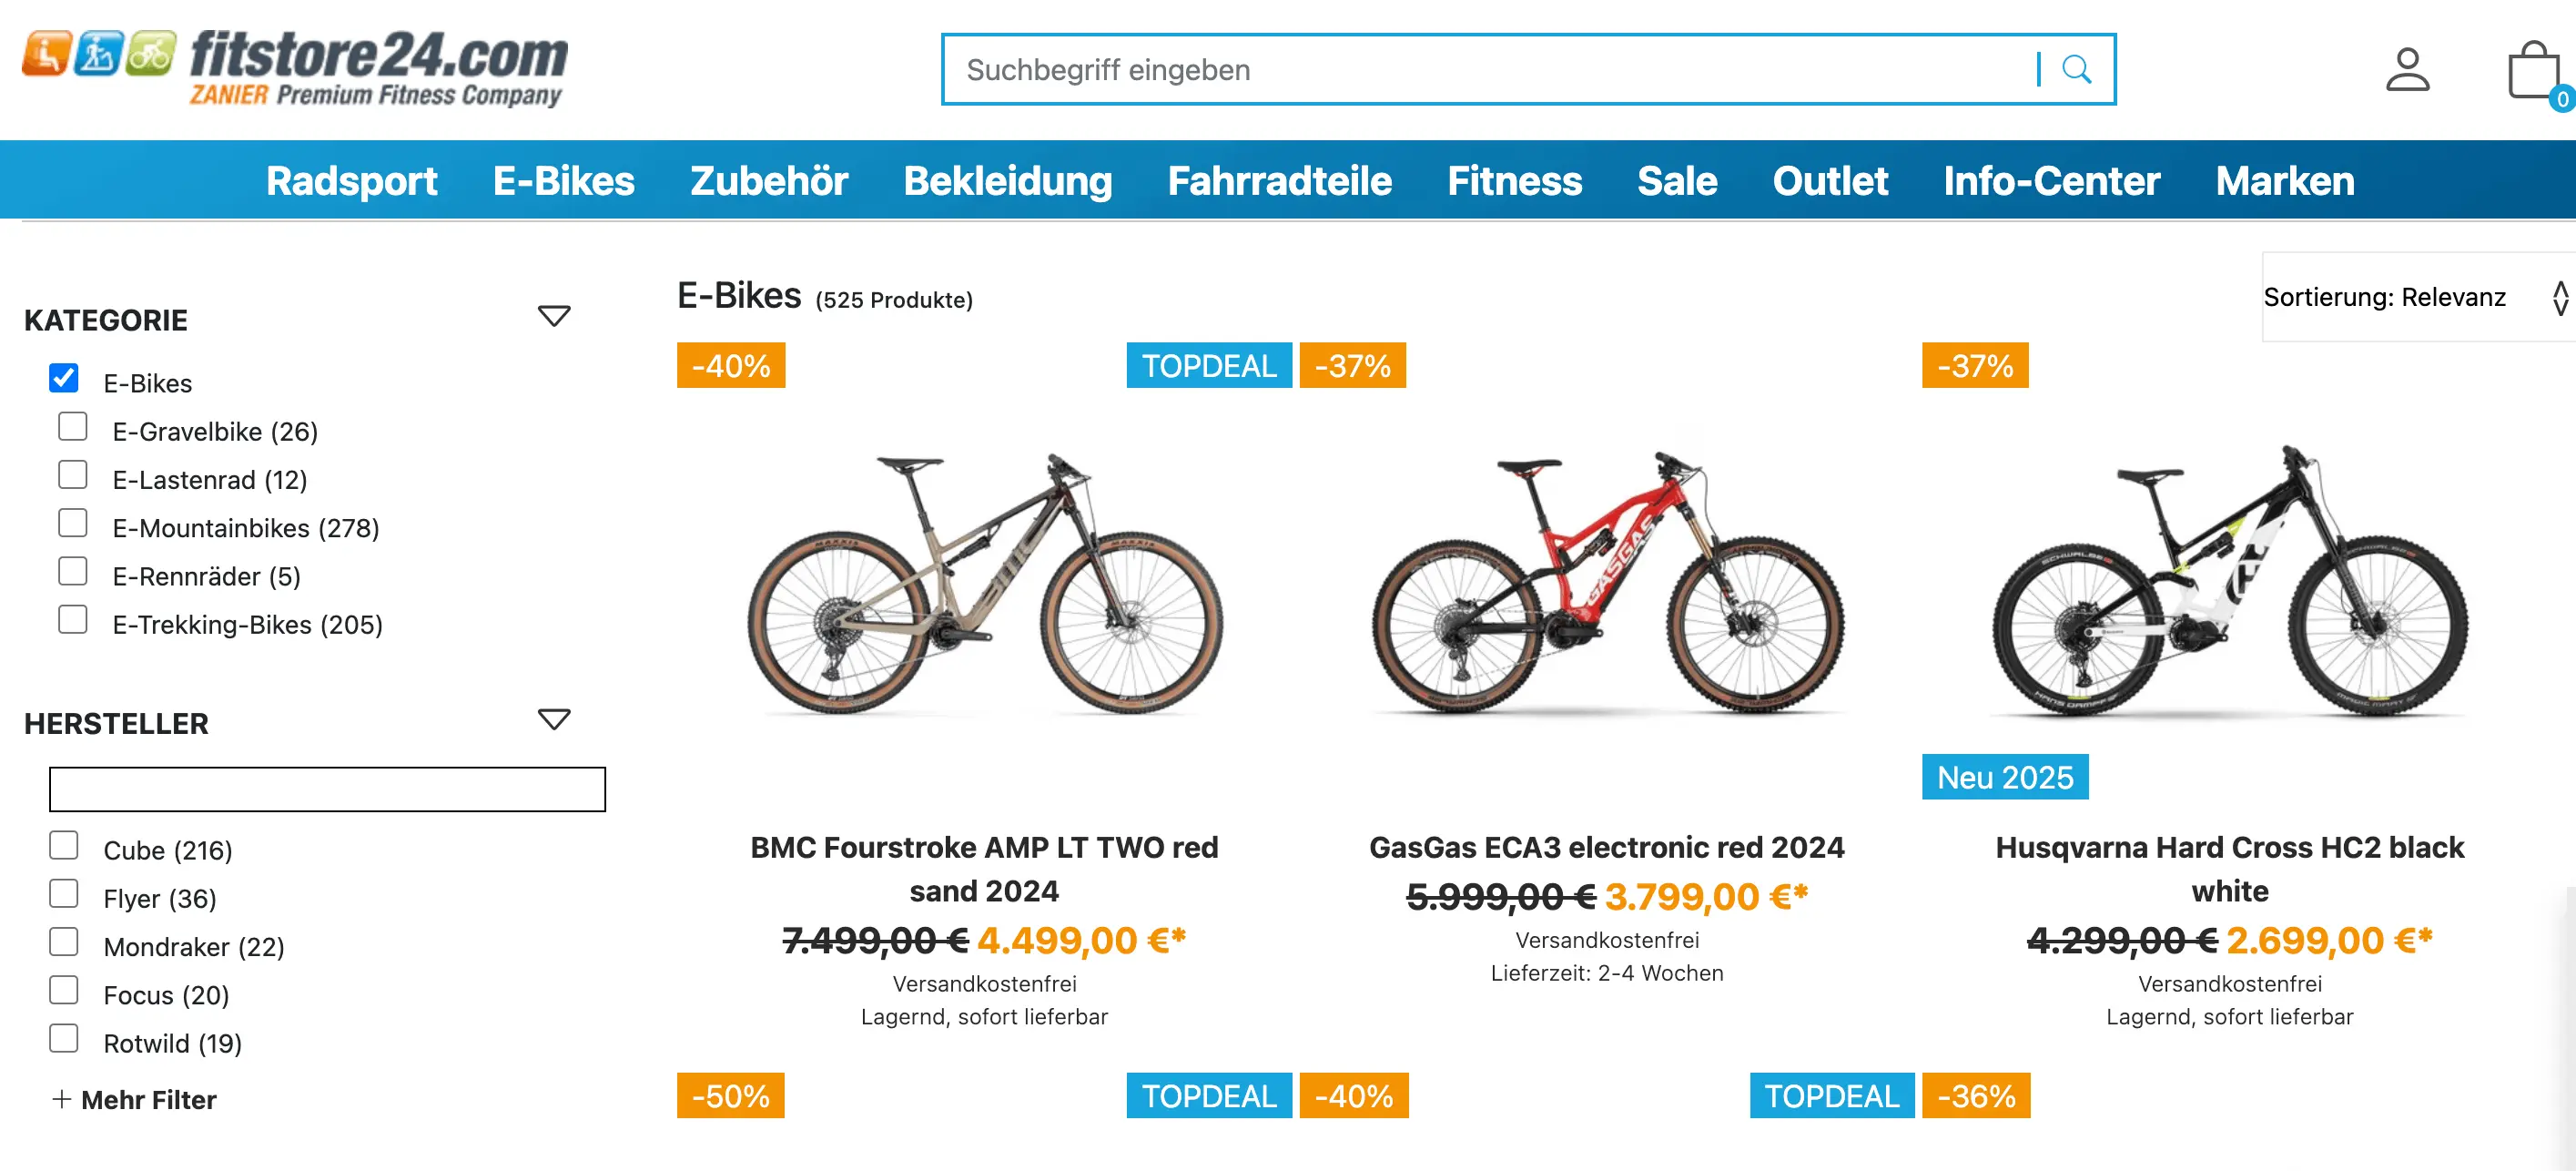 fitstore24.com
ZANIER Premium Fitness Company
Suchbegriff eingeben
0
Radsport E-Bikes Zubehör Bekleidung Fahrradteile Fitness Sale Outlet Info-Center Marken
KATEGORIE
E-Bikes
E-Gravelbike (26)
E-Lastenrad (12)
E-Mountainbikes (278)
E-Rennräder (5)
E-Trekking-Bikes (205)
HERSTELLER
Cube (216)
Flyer (36)
Mondraker (22)
Focus (20)
Rotwild (19)
+ Mehr Filter
E-Bikes (525 Produkte)
Sortierung: Relevanz
-40%
TOPDEAL
BMC Fourstroke AMP LT TWO red
sand 2024
7.499,00 € 4.499,00 €*
Versandkostenfrei
Lagernd, sofort lieferbar
-37%
GASGAS
GasGas ECA3 electronic red 2024
5.999,00 € 3.799,00 €*
Versandkostenfrei
Lieferzeit: 2-4 Wochen
-37%
Neu 2025
Husqvarna Hard Cross HC2 black
white
4.299,00 € 2.699,00 €*
Versandkostenfrei
Lagernd, sofort lieferbar
-50%
TOPDEAL
-40%
TOPDEAL
-36%